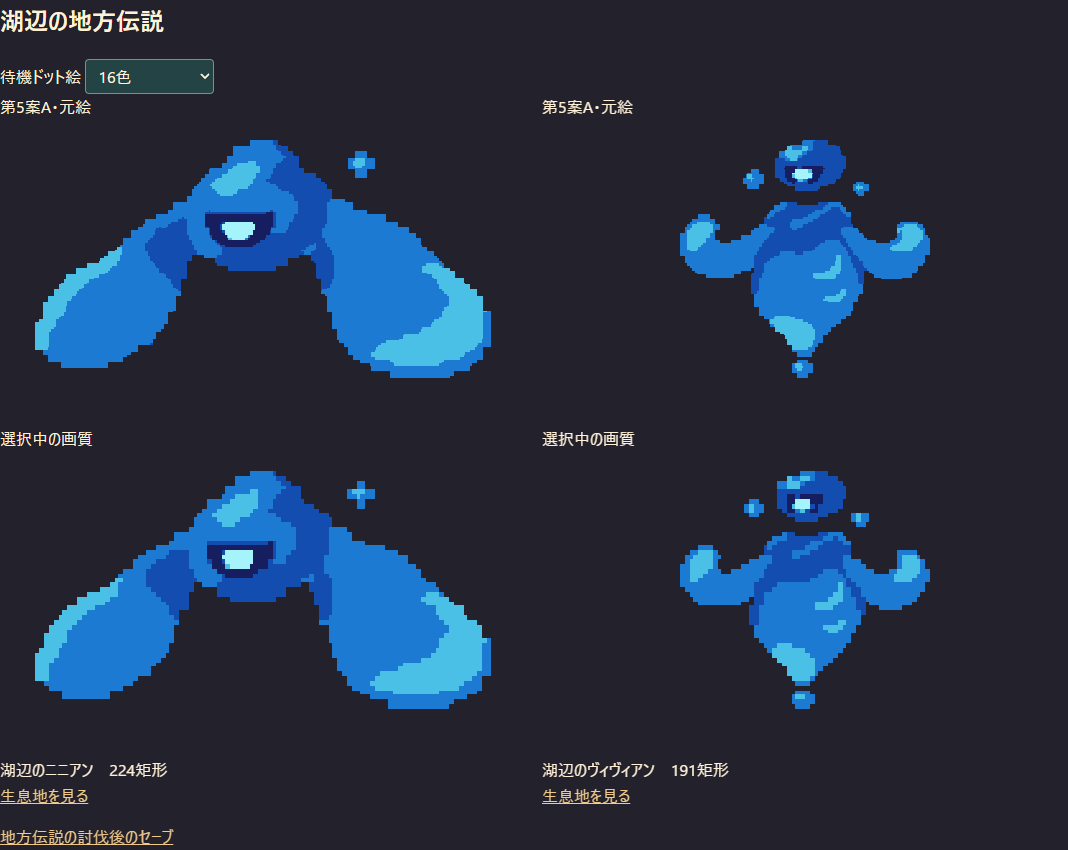 湖辺の地方伝説
待機ドット絵 16色
第5案A・元絵 第5案A・元絵
選択中の画質 選択中の画質
湖辺のニニアン　224矩形 湖辺のヴィヴィアン　191矩形
生息地を見る 生息地を見る
地方伝説の討伐後のセーブ